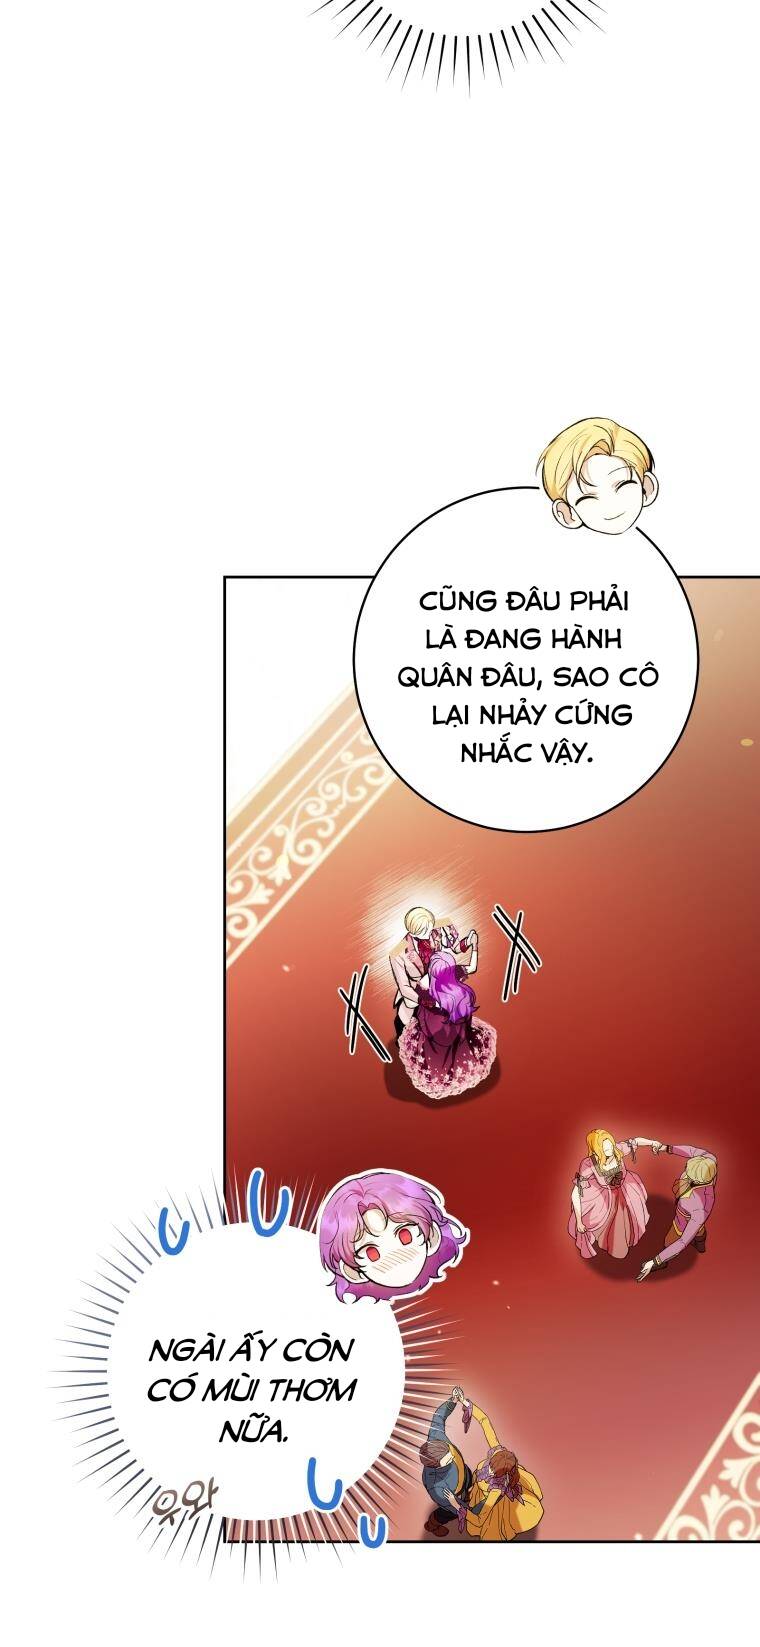 CŨNG ĐÂU PHẢI
LÀ ĐANG HÀNH
QUÂN ĐÂU, SAO CÔ
LẠI NHẢY CỨNG
NHẮC VẬY.
NGÀI ẤY CÒN
CÓ MÙI THƠM
NỮA.
우와